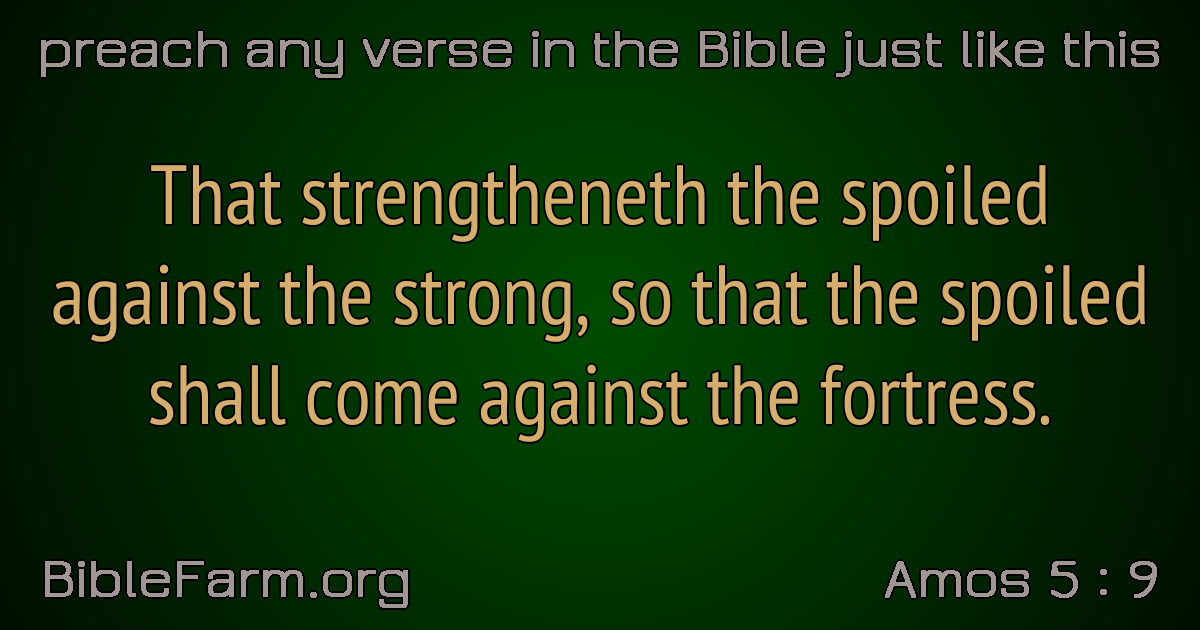 preach any verse in the Bible just like this
That strengtheneth the spoiled
against the strong, so that the spoiled
shall come against the fortress.
BibleFarm.org
Amos 5 : 9